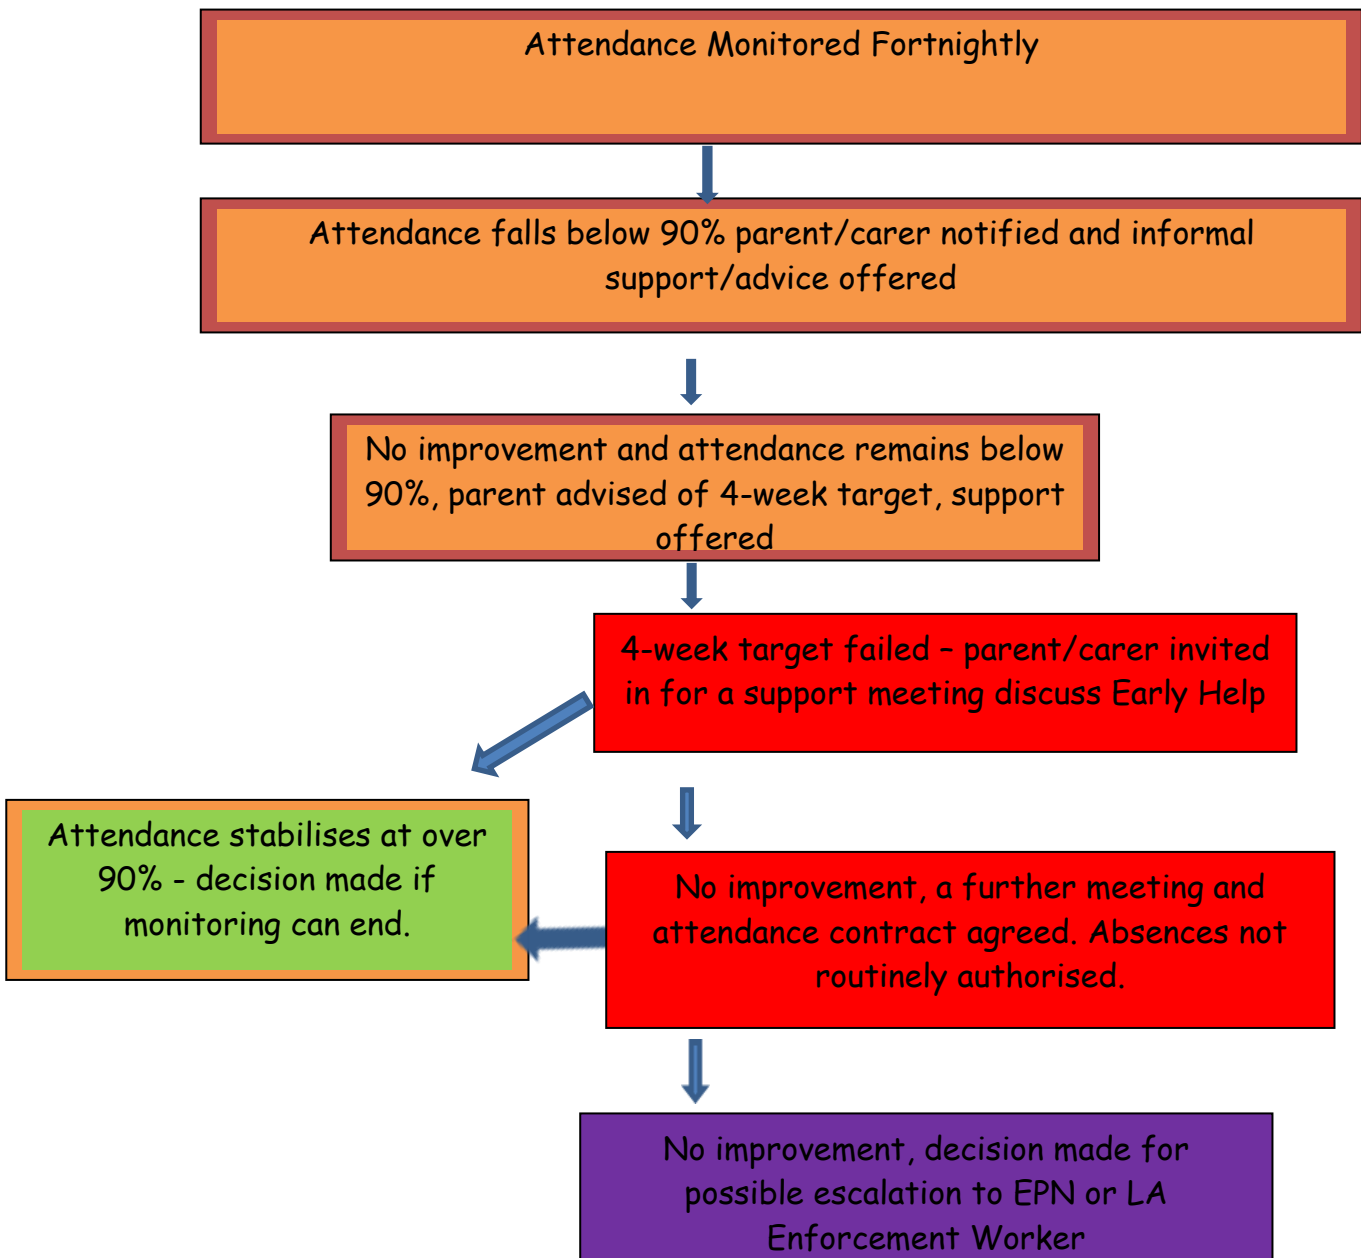 Attendance Monitored Fortnightly
Attendance falls below 90% parent/carer notified and informal
support/advice offered
No improvement and attendance remains below
90%, parent advised of 4-week target, support
offered
4-week target failed – parent/carer invited
in for a support meeting discuss Early Help
Attendance stabilises at over
90% - decision made if
monitoring can end.
No improvement, a further meeting and
attendance contract agreed. Absences not
routinely authorised.
No improvement, decision made for
possible escalation to EPN or LA
Enforcement Worker